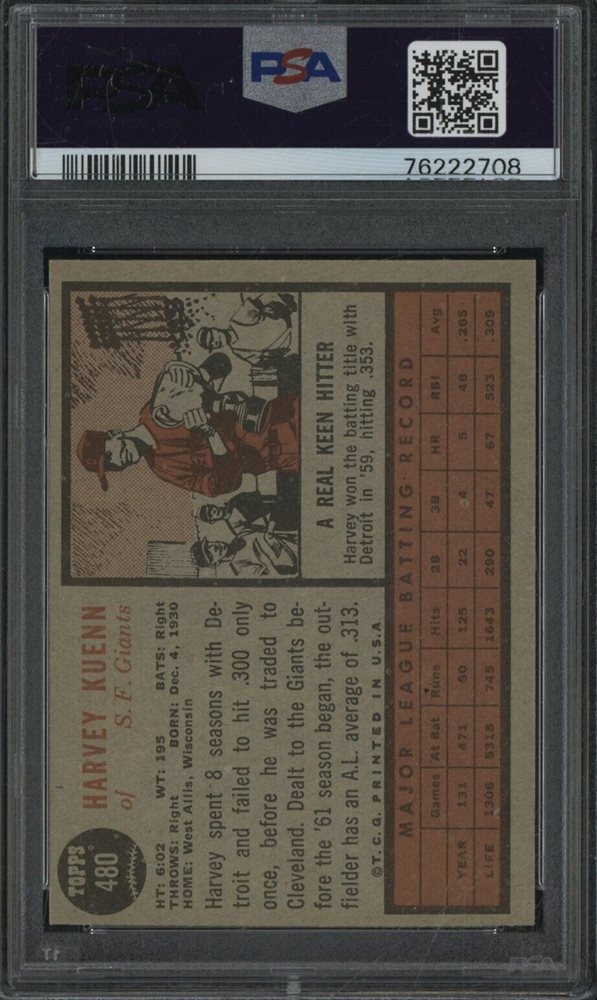 PSA
PSA
76222708
TOPPS
480
HARVEY KUENN
of S. F. Giants
HT: 6:02 WT: 195 BATS: Right
THROWS: Right BORN: Dec. 4, 1930
HOME: West Allis, Wisconsin
Harvey spent 8 seasons with De-
troit and failed to hit .300 only
once, before he was traded to
Cleveland. Dealt to the Giants be-
fore the '61 season began, the out-
fielder has an A.L. average of .313.
©T.C.G. PRINTED IN U.S.A
A REAL KEEN HITTER
Harvey won the batting title with
Detroit in '59, hitting .353.
MAJOR LEAGUE BATTING RECORD
Games At Bat Runs Hits 2B 3B HR RBI Avg
YEAR 131 471 60 125 22 4 5 46 .265
LIFE 1306 5318 745 1643 290 47 67 523 .309
PSA